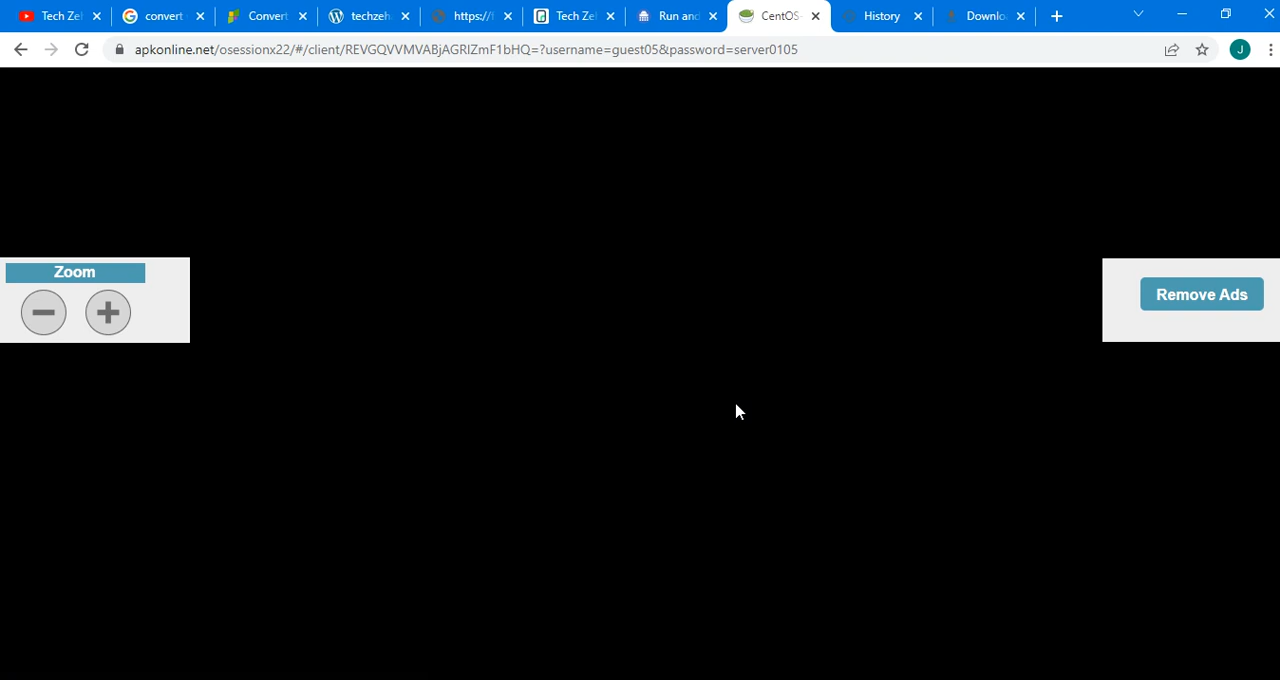 Tech Ze convert Convert techzeh https:// Tech Ze Run and CentOS- History Downlo
apkonline.net/osessionx22/#/client/REVGQVVMVABjAGRIZmF1bHQ=?username=guest05&password=server0105
J
Zoom
Remove Ads